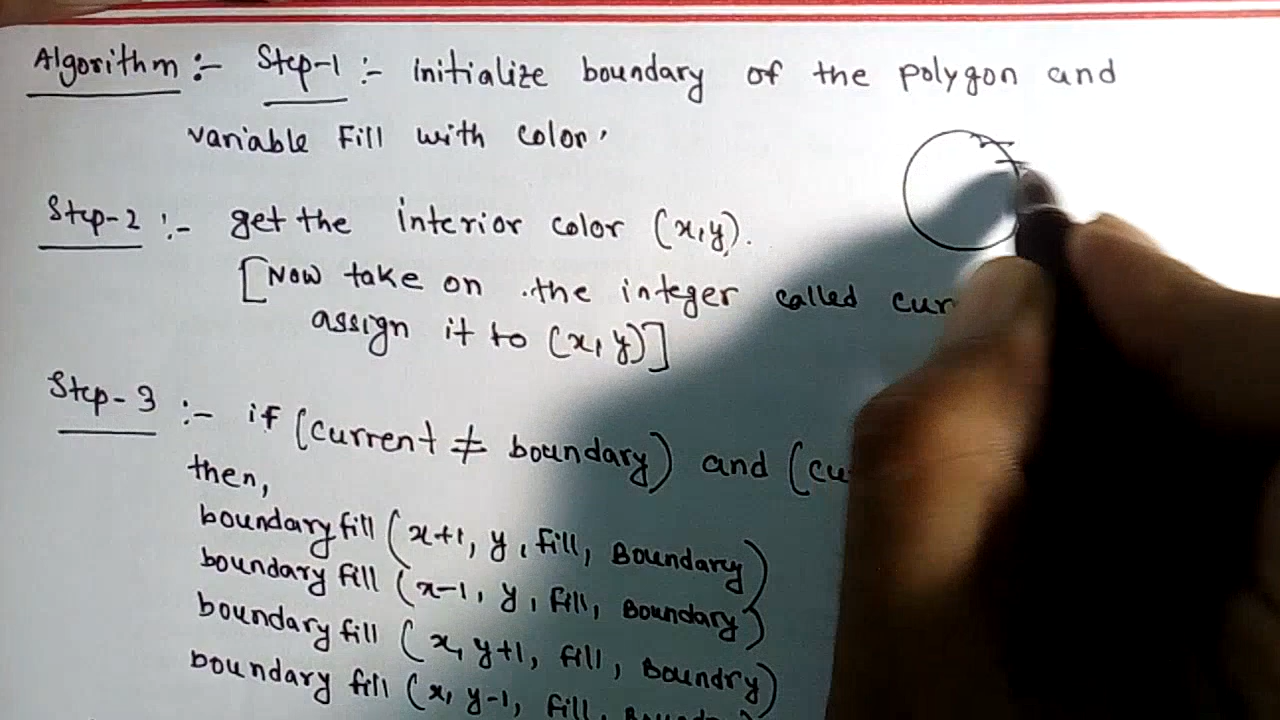 Algorithm :- Step-1 :- initialize boundary of the polygon and
variable Fill with color.
Step-2 :- get the interior color (x,y).
[Now take on the integer called
assign it to (x, y)]
Step-3 :- if (current ≠ boundary) and
then,
boundary fill (x+1, y, fill, Boundary)
boundary fill (x-1, y, fill, Boundary)
boundary fill (x, y+1, fill, Boundry)
boundary fill (x, y-1, fill,